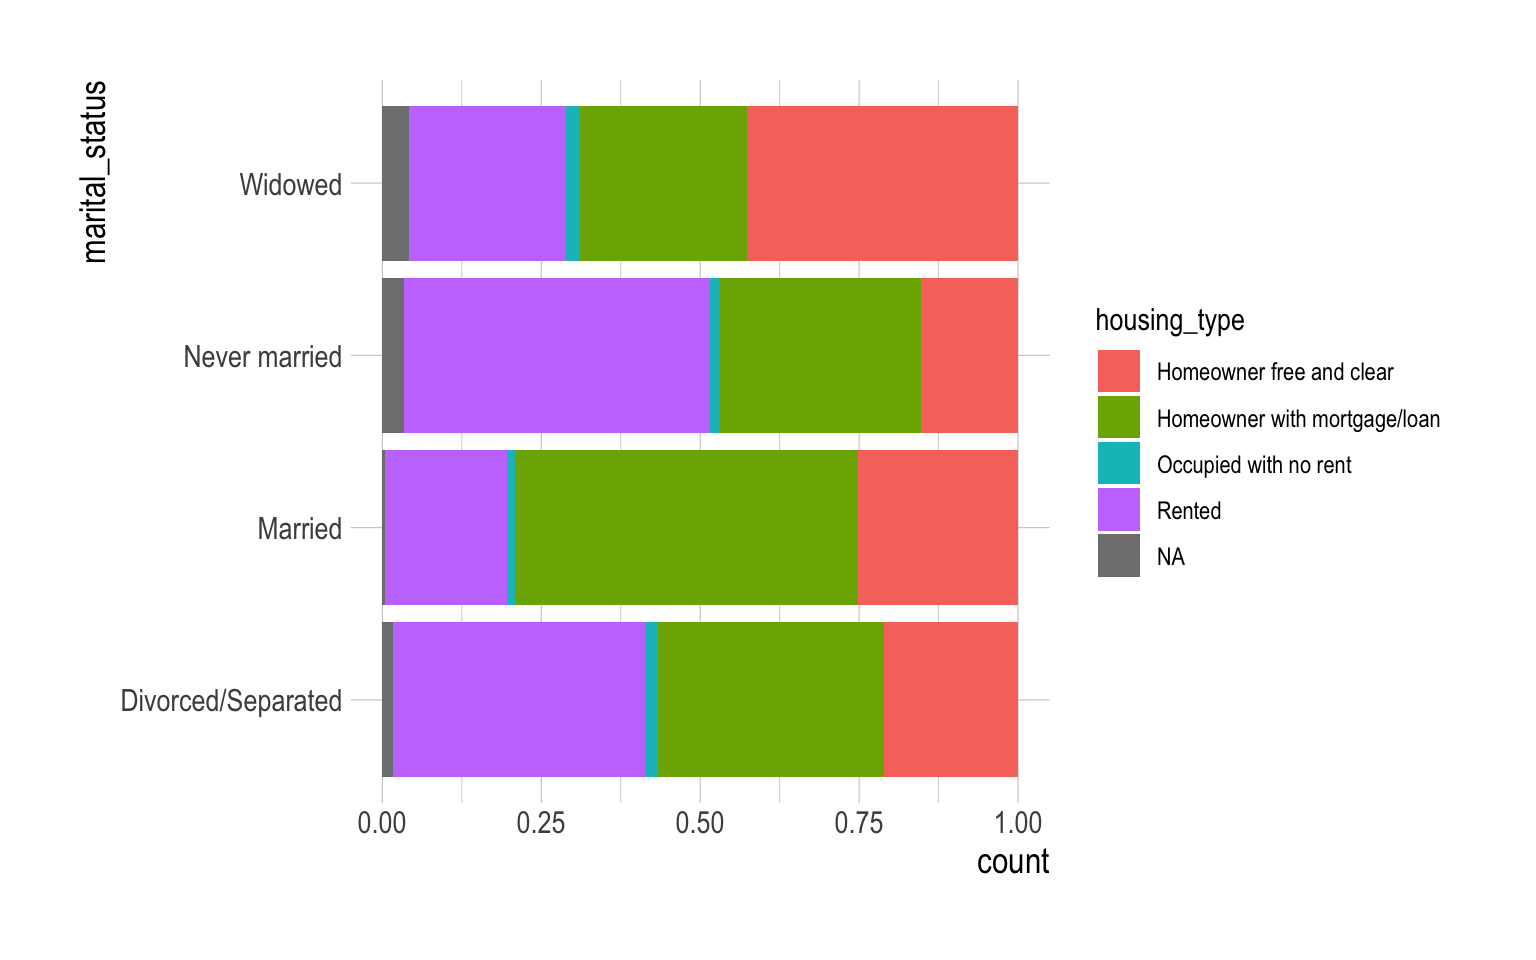 marital_status
Widowed
Never married
Married
Divorced/Separated
0.00 0.25 0.50 0.75 1.00
count
housing_type
Homeowner free and clear
Homeowner with mortgage/loan
Occupied with no rent
Rented
NA